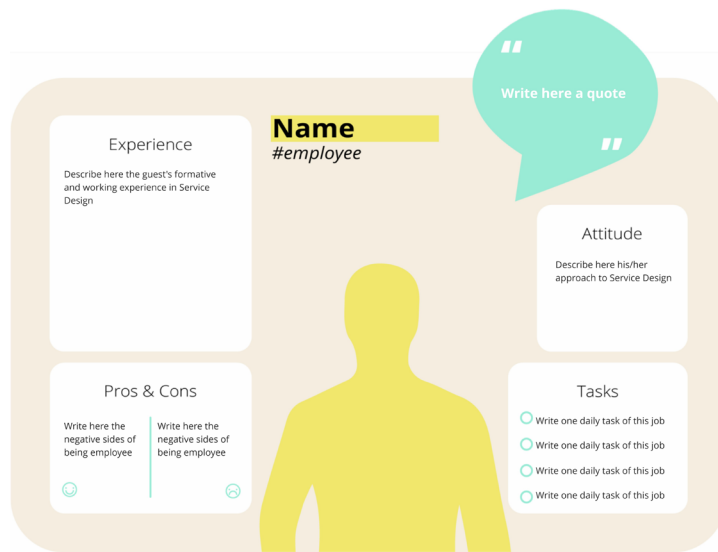 “
Write here a quote
”
Name
#employee
Experience
Describe here the guest's formative
and working experience in Service
Design
Attitude
Describe here his/her
approach to Service Design
Pros & Cons
Write here the
negative sides of
being employee
Write here the
negative sides of
being employee
Tasks
Write one daily task of this job
Write one daily task of this job
Write one daily task of this job
Write one daily task of this job